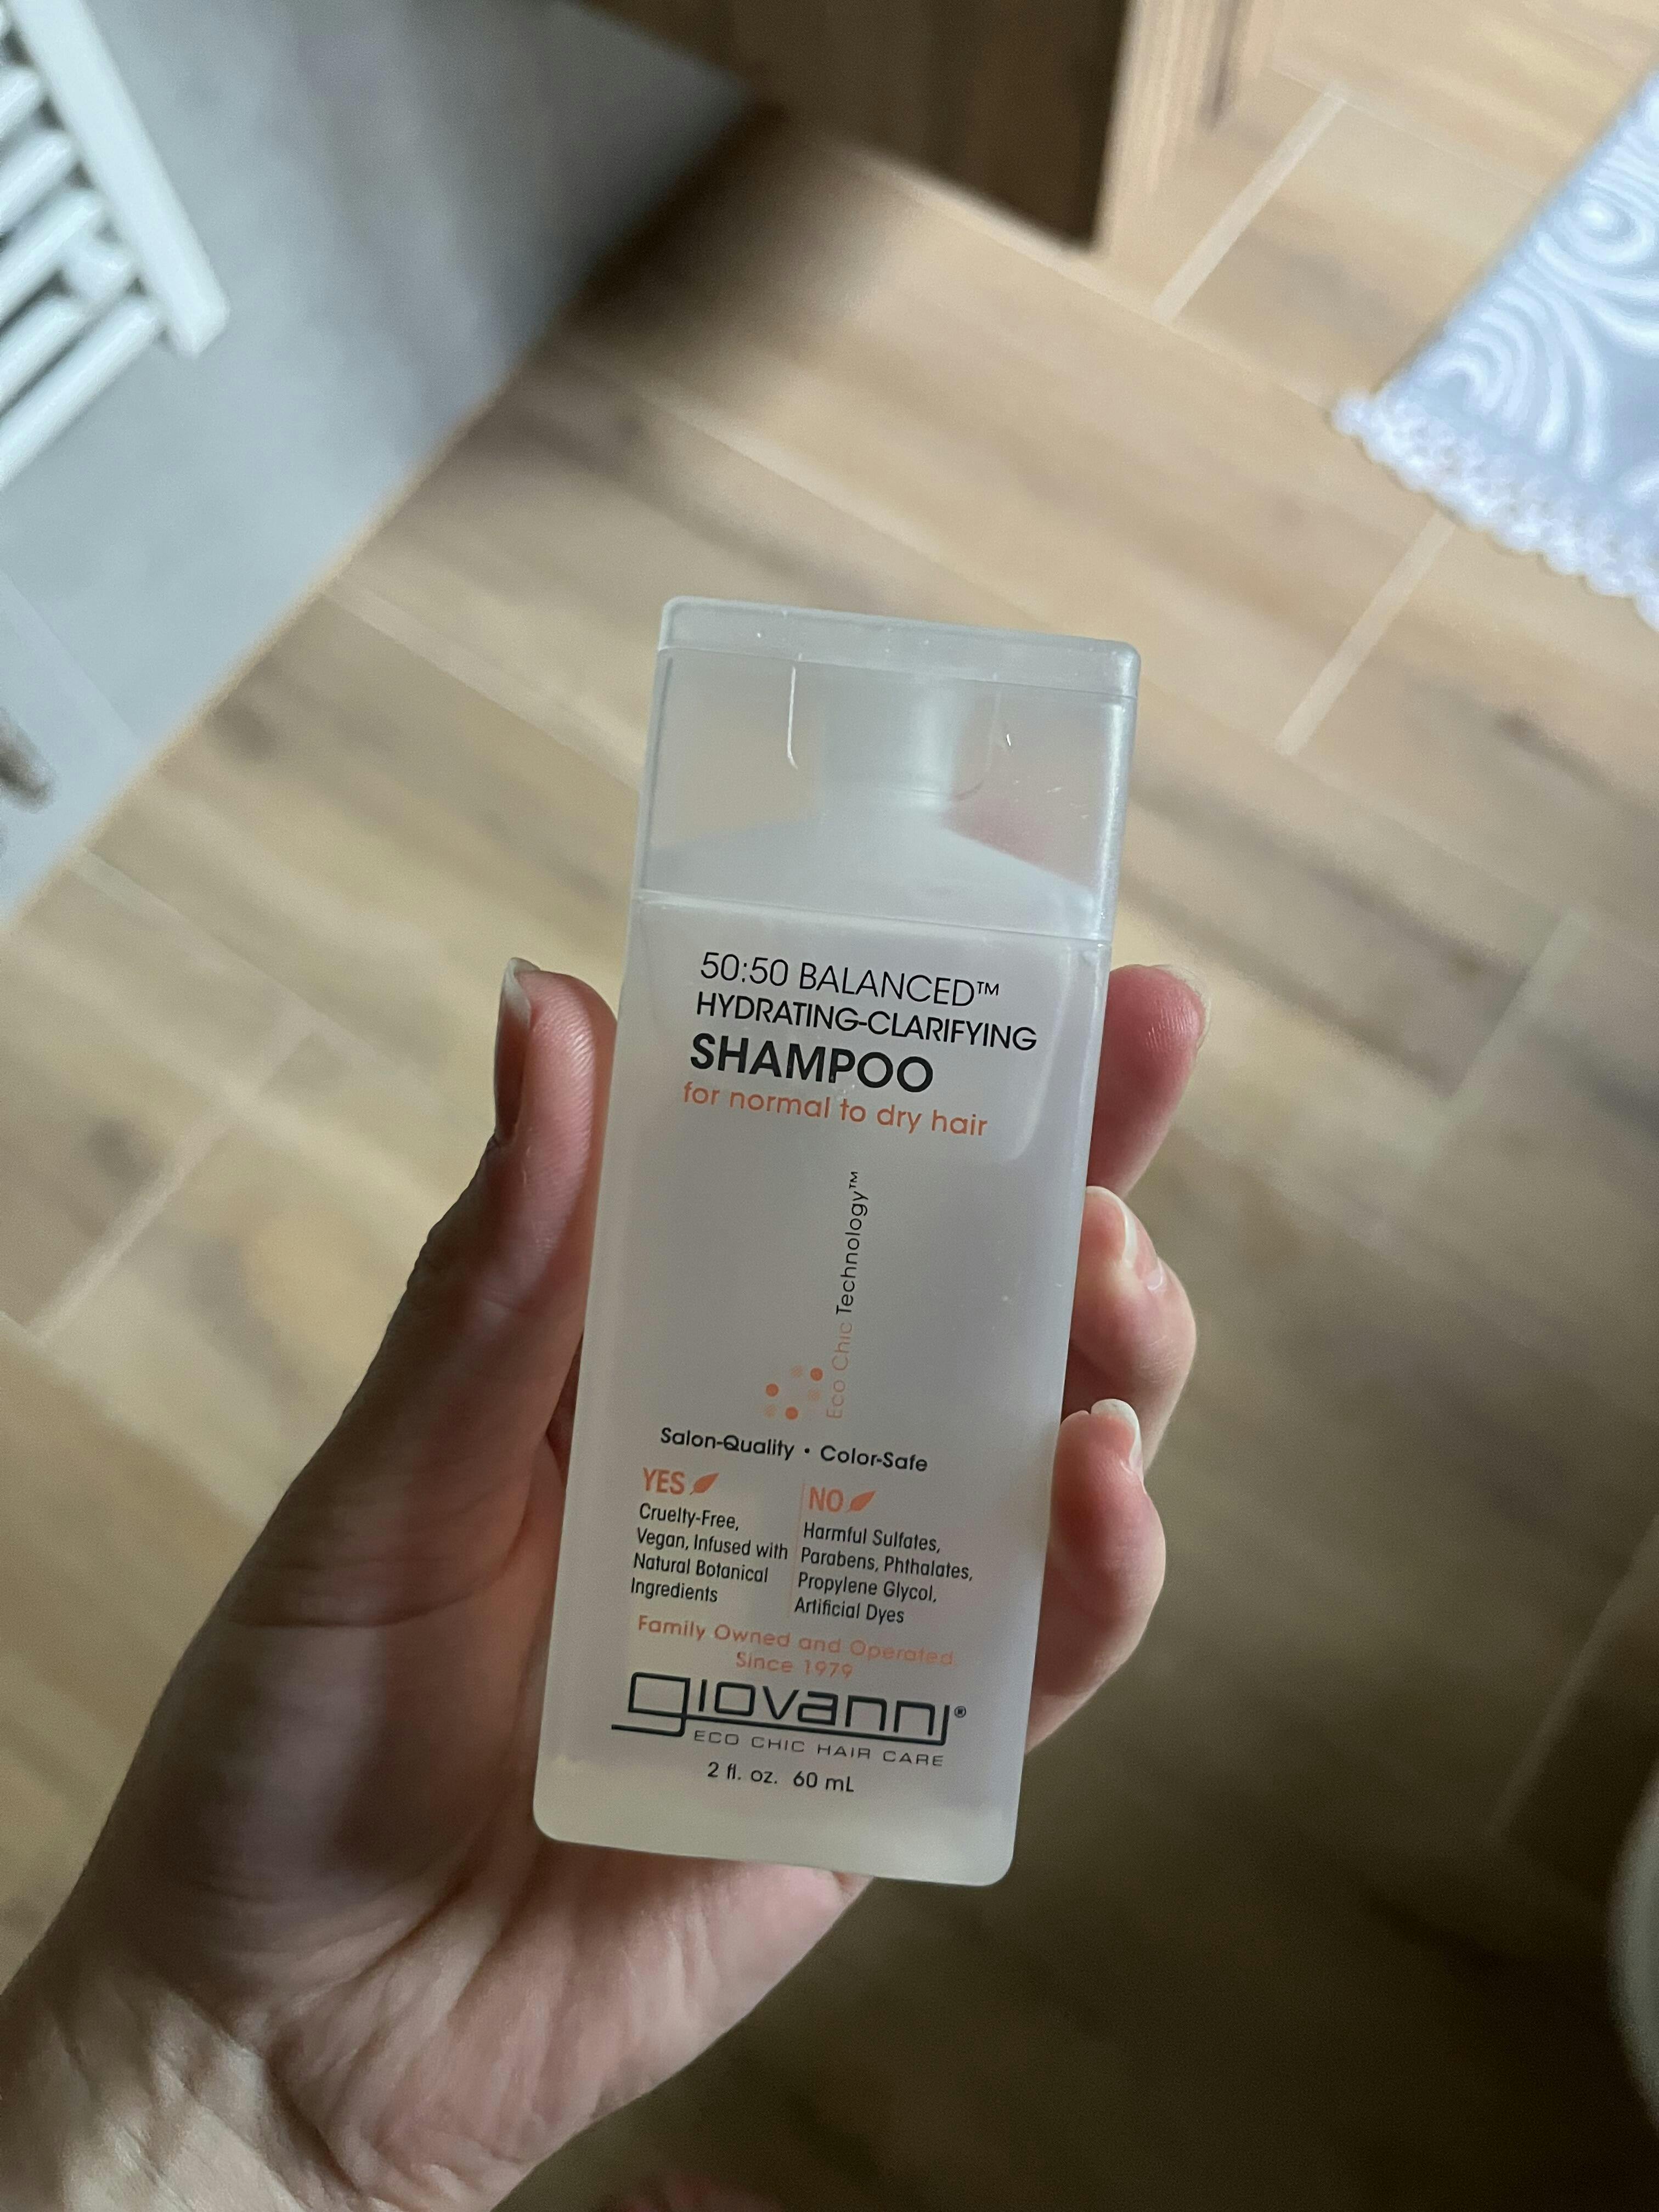 50:50 BALANCED™
HYDRATING-CLARIFYING
SHAMPOO
for normal to dry hair
Eco Chic Technology™
Salon-Quality • Color-Safe
YES
Cruelty-Free,
Vegan, Infused with
Natural Botanical
Ingredients
NO
Harmful Sulfates,
Parabens, Phthalates,
Propylene Glycol,
Artificial Dyes
Family Owned and Operated,
Since 1979
giovanni®
ECO CHIC HAIR CARE
2 fl. oz. 60 mL